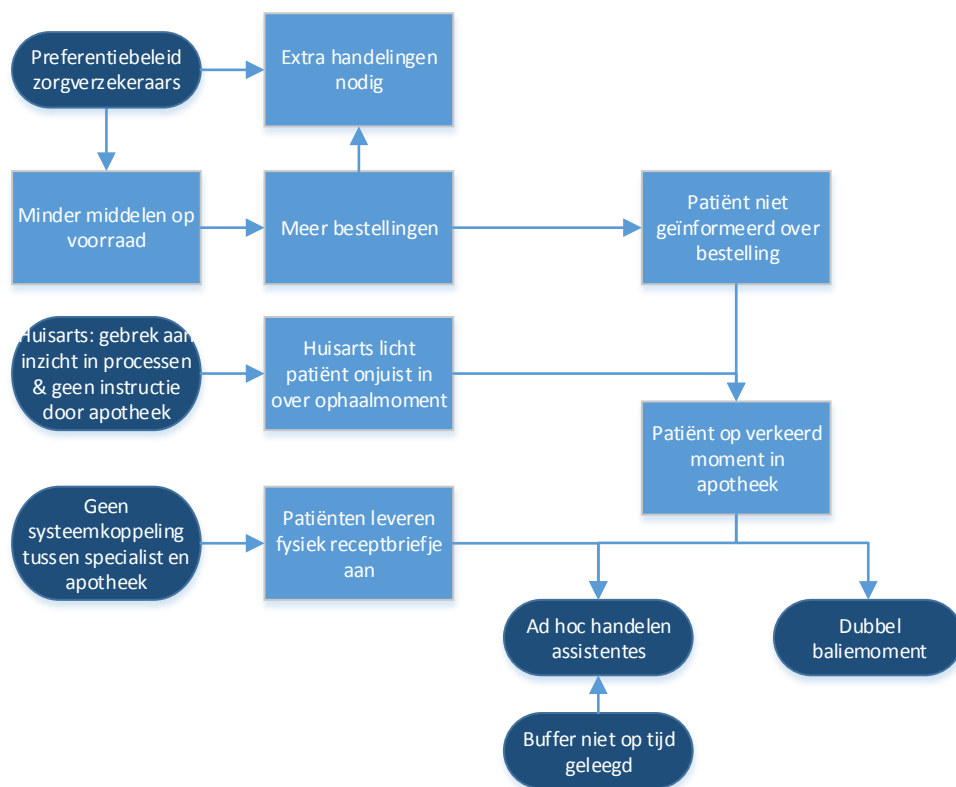 Preferentiebeleid
zorgverzekeraars
Extra handelingen
nodig
Minder middelen op
voorraad
Meer bestellingen
Patiënt niet
geïnformeerd over
bestelling
Huisarts: gebrek aan
inzicht in processen
& geen instructie
door apotheek
Huisarts licht
patiënt onjuist in
over ophaalmoment
Patiënt op verkeerd
moment in
apotheek
Geen
systeemkoppeling
tussen specialist en
apotheek
Patiënten leveren
fysiek receptbriefje
aan
Ad hoc handelen
assistentes
Dubbel
baliemoment
Buffer niet op tijd
geleegd